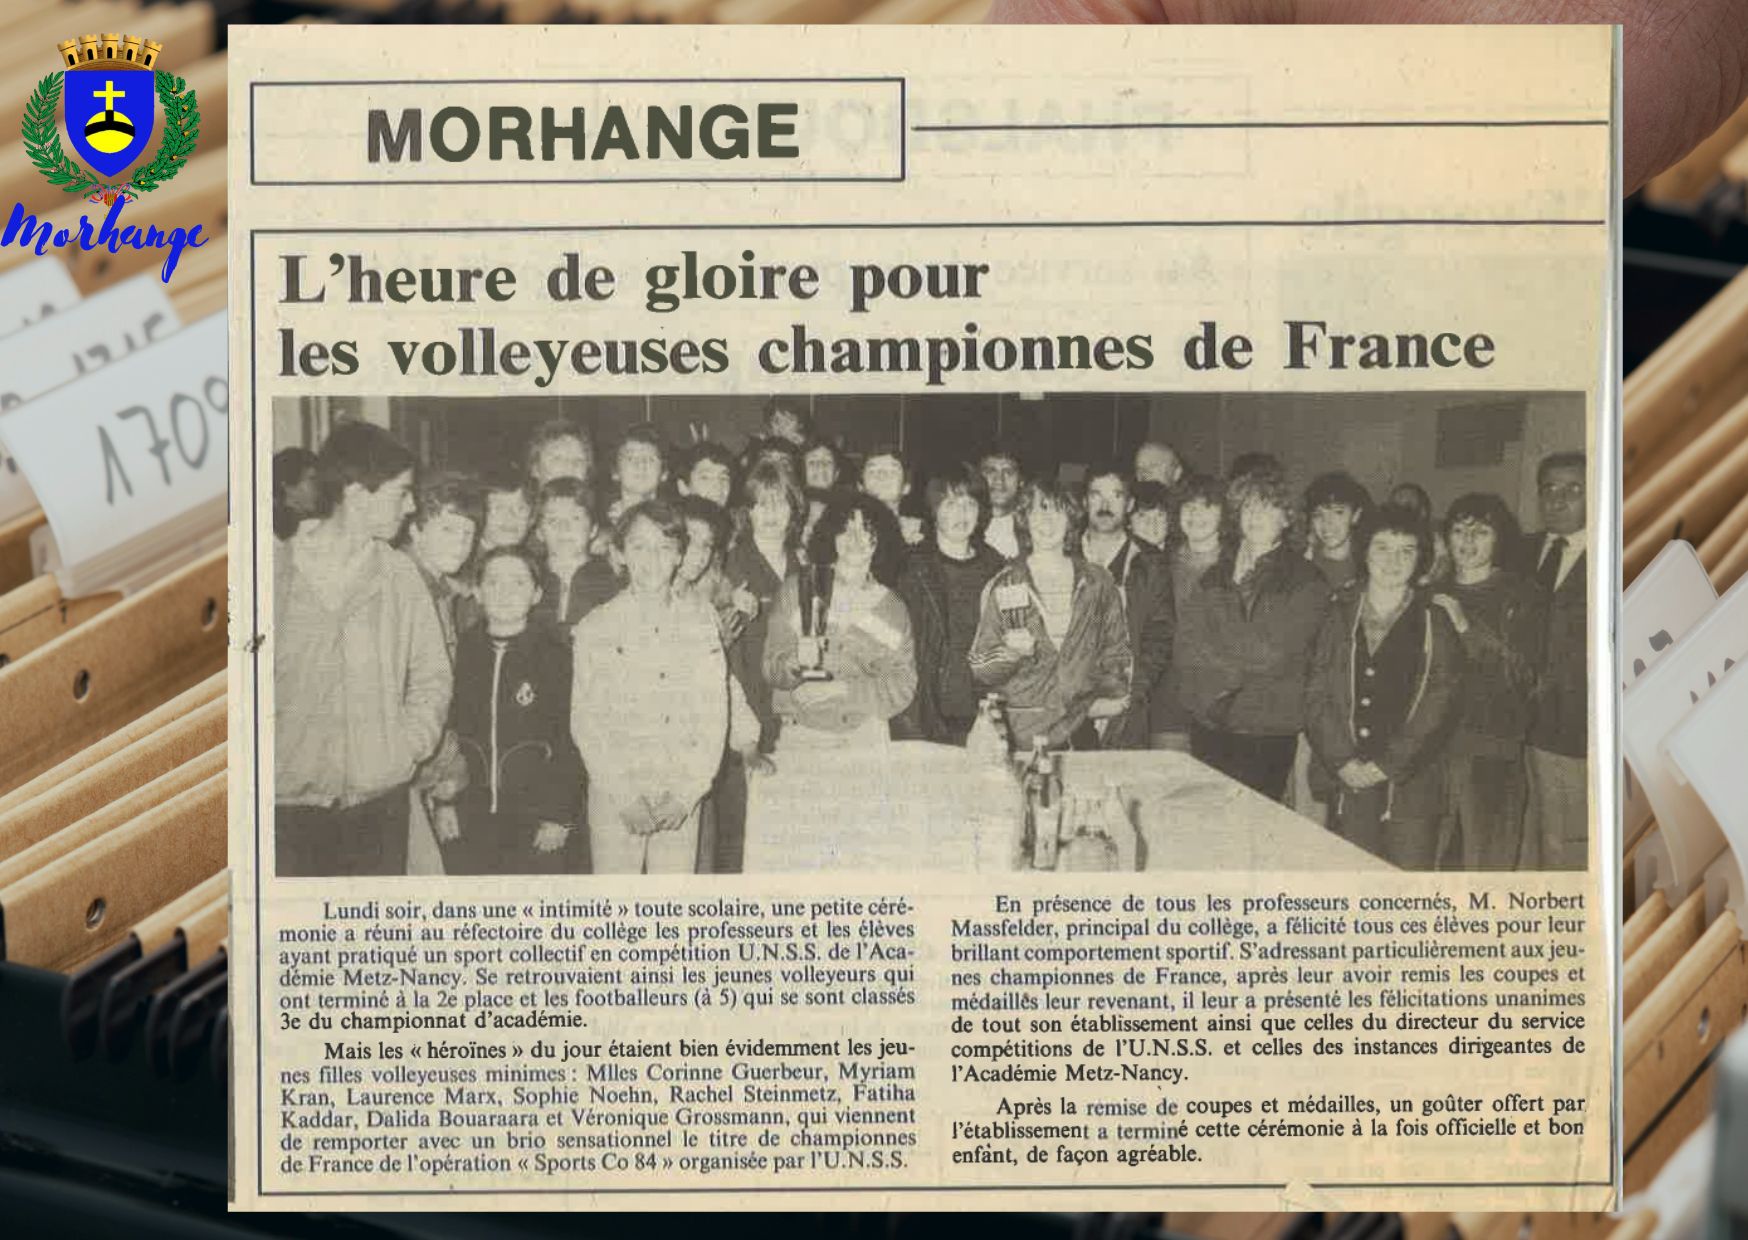 Morhange
1709
MORHANGE
L'heure de gloire pour
les volleyeuses championnes de France
Lundi soir, dans une « intimité » toute scolaire, une petite céré-
monie a réuni au réfectoire du collège les professeurs et les élèves
ayant pratiqué un sport collectif en compétition U.N.S.S. de l'Aca-
démie Metz-Nancy. Se retrouvaient ainsi les jeunes volleyeurs qui
ont terminé à la 2e place et les footballeurs (à 5) qui se sont classés
3e du championnat d'académie.
Mais les « héroïnes » du jour étaient bien évidemment les jeu-
nes filles volleyeuses minimes : Mlles Corinne Guerbeur, Myriam
Kran, Laurence Marx, Sophie Noehn, Rachel Steinmetz, Fatiha
Kaddar, Dalida Bouaraara et Véronique Grossmann, qui viennent
de remporter avec un brio sensationnel le titre de championnes
de France de l'opération « Sports Co 84 » organisée par l'U.N.S.S.
En présence de tous les professeurs concernés, M. Norbert
Massfelder, principal du collège, a félicité tous ces élèves pour leur
brillant comportement sportif. S'adressant particulièrement aux jeu-
nes championnes de France, après leur avoir remis les coupes et
médaillés leur revenant, il leur a présenté les félicitations unanimes
de tout son établissement ainsi que celles du directeur du service
compétitions de l'U.N.S.S. et celles des instances dirigeantes de
l'Académie Metz-Nancy.
Après la remise de coupes et médailles, un goûter offert par
l'établissement a terminé cette cérémonie à la fois officielle et bon
enfant, de façon agréable.